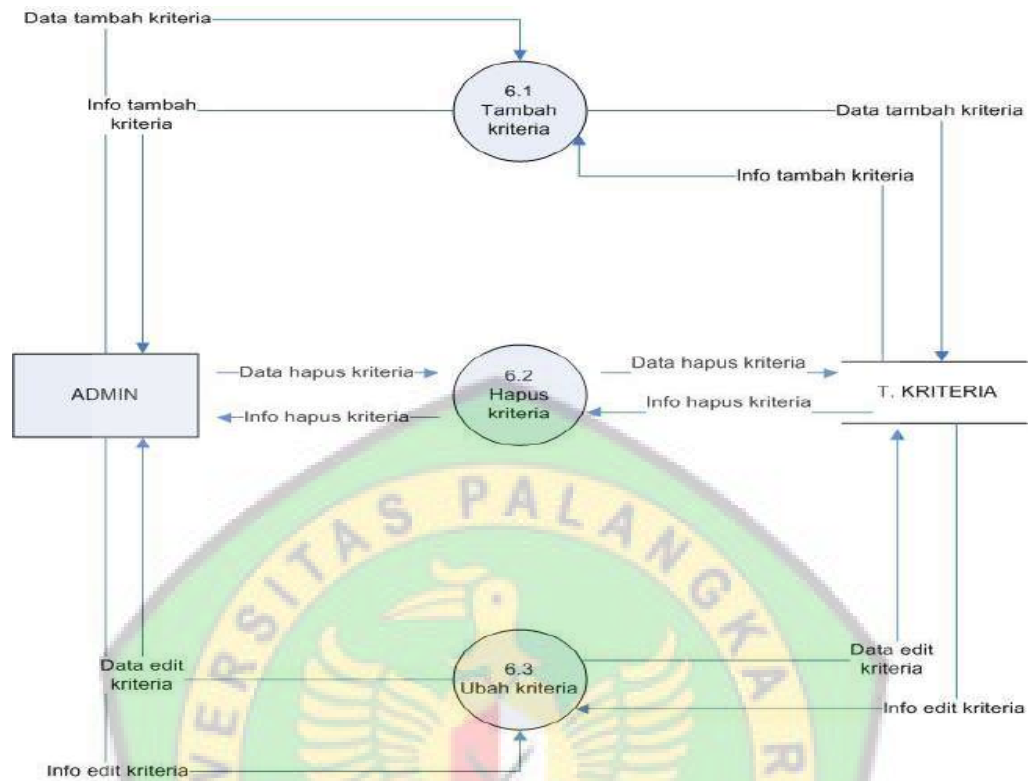 Data tambah kriteria
6.1
Tambah
kriteria
Info tambah
kriteria
Data tambah kriteria
Info tambah kriteria
ADMIN
Data hapus kriteria
Info hapus kriteria
6.2
Hapus
kriteria
Data hapus kriteria
Info hapus kriteria
T. KRITERIA
Data edit
kriteria
6.3
Ubah kriteria
Data edit
kriteria
Info edit kriteria
Info edit kriteria
VERSITAS PALANGKA R